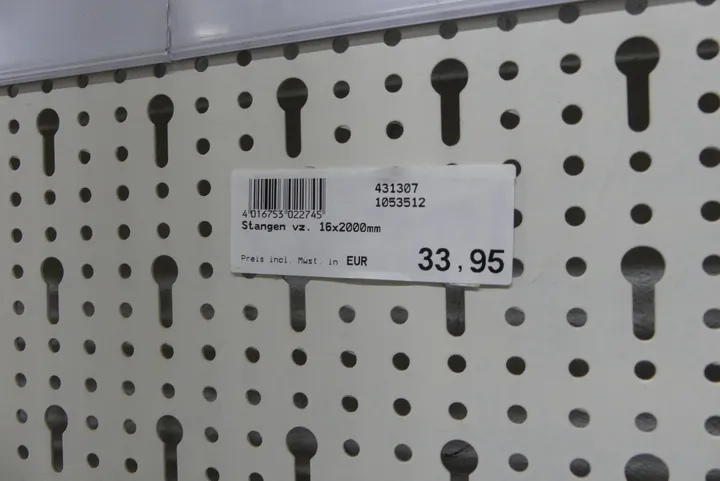 431307
1053512
4 016753 022745
Stangen vz. 16x2000mm
Preis incl. Mwst. in EUR 33,95